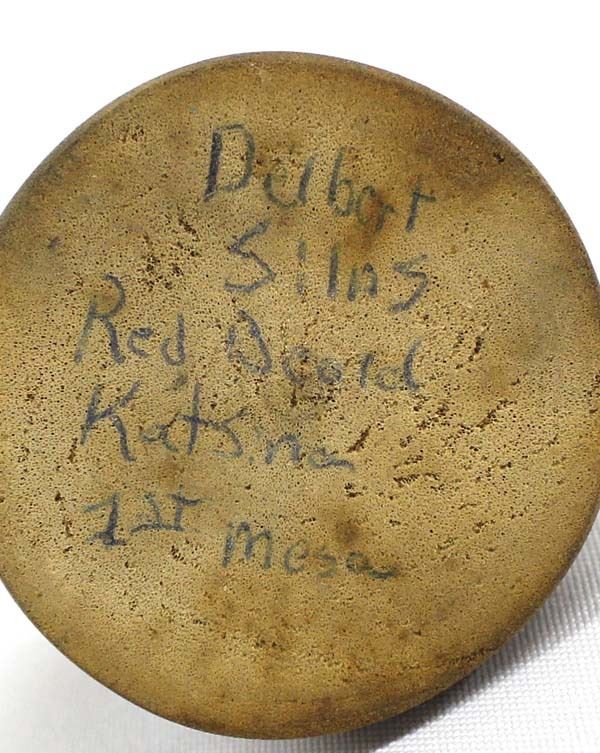 Delbert
Silas
Red Beard
Katsina
1st Mesa